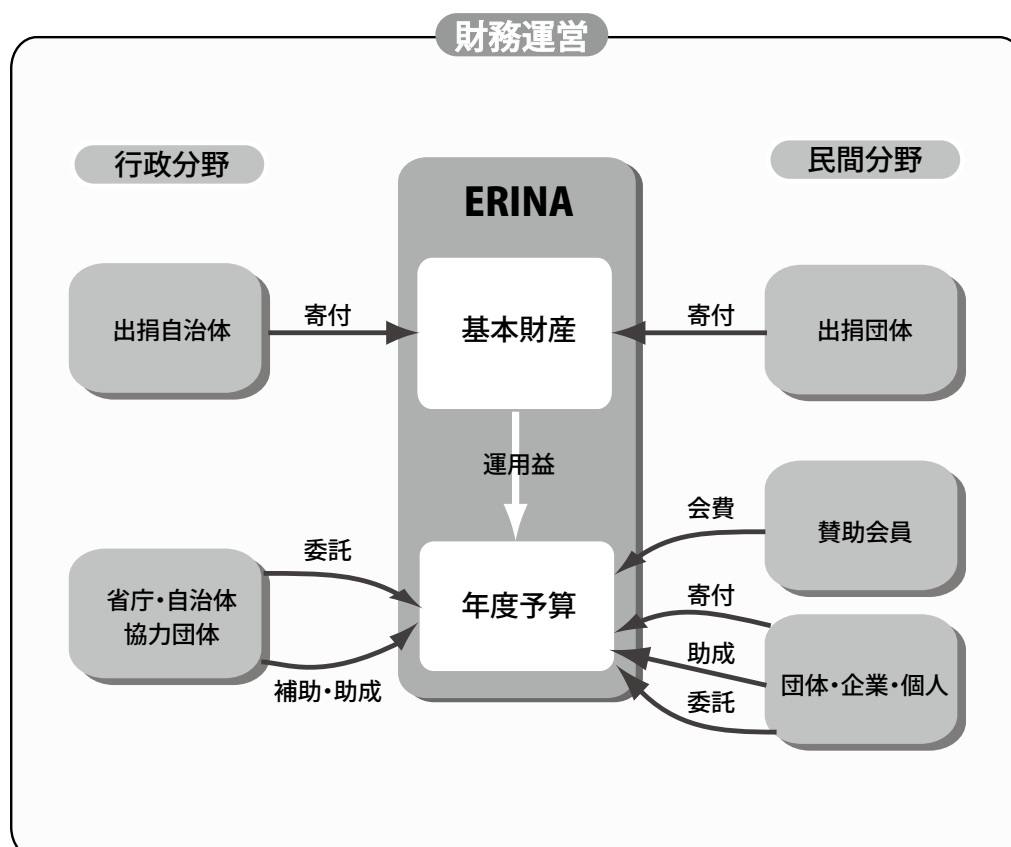 財務運営
行政分野
民間分野
ERINA
出捐自治体
寄付
基本財産
寄付
出捐団体
運用益
会費
賛助会員
委託
省庁・自治体
協力団体
補助・助成
年度予算
寄付
助成
委託
団体・企業・個人